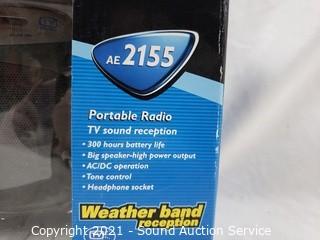 AE 2155
Portable Radio
TV sound reception
• 300 hours battery life
• Big speaker-high power output
• AC/DC operation
• Tone control
• Headphone socket
Weather band
reception
Copyright 2021 - Sound Auction Service